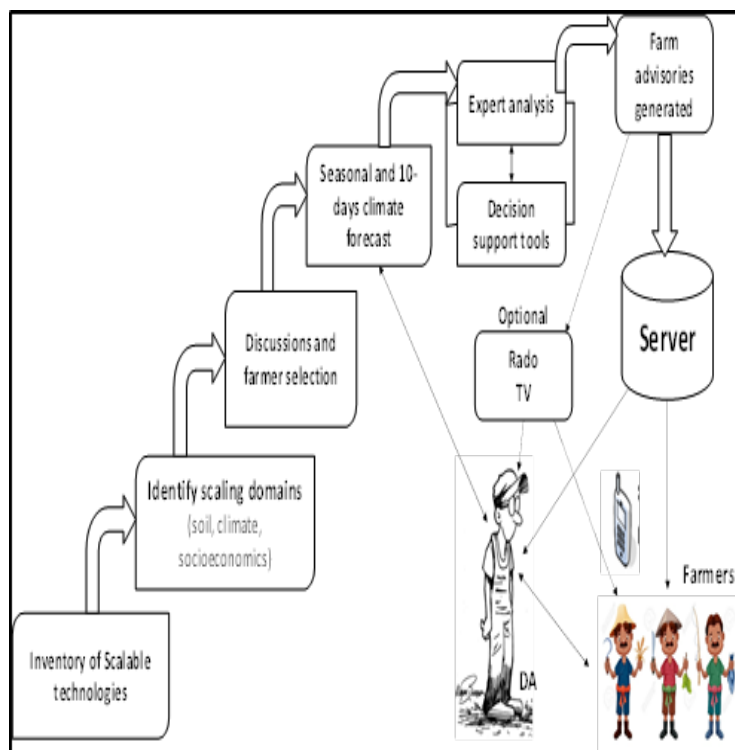 Farm
advisories
generated
Expert analysis
Seasonal and 10-
days climate
forecast
Decision
support tools
Server
Optional
Rado
TV
Discussions and
farmer selection
Identify scaling domains
(soil, climate,
socioeconomics)
Farmers
Inventory of Scalable
technologies
DA